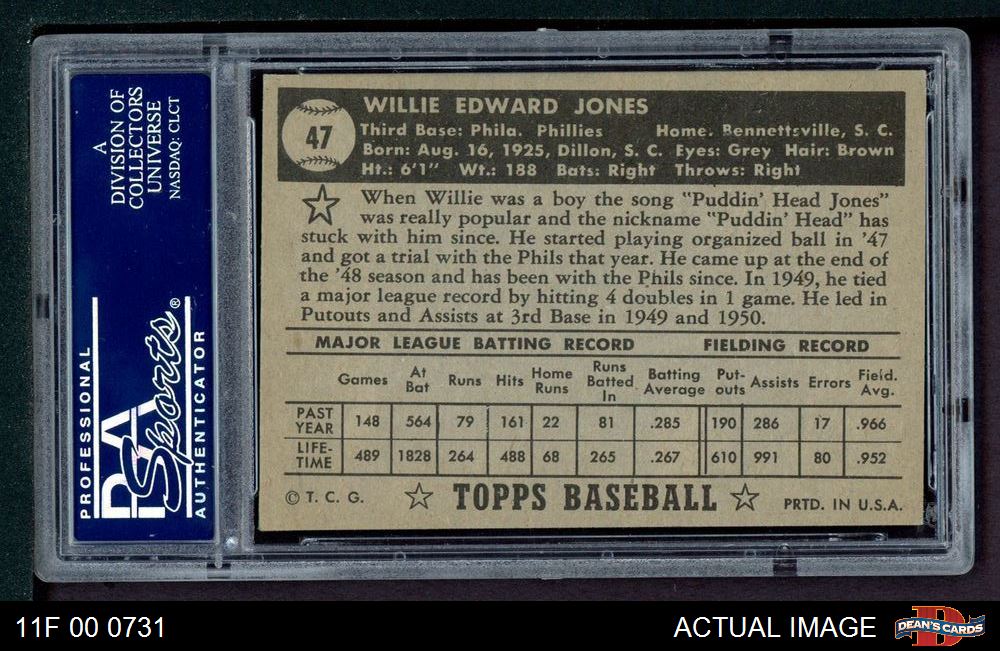 A
DIVISION OF
COLLECTORS
UNIVERSE
NASDAQ: CLCT
PROFESSIONAL
PSA
Sports®
AUTHENTICATOR
47
WILLIE EDWARD JONES
Third Base: Phila. Phillies Home. Bennettsville, S. C.
Born: Aug. 16, 1925, Dillon, S. C. Eyes: Grey Hair: Brown
Ht.: 6'1" Wt.: 188 Bats: Right Throws: Right
When Willie was a boy the song "Puddin' Head Jones"
was really popular and the nickname "Puddin' Head" has
stuck with him since. He started playing organized ball in '47
and got a trial with the Phils that year. He came up at the end of
the '48 season and has been with the Phils since. In 1949, he tied
a major league record by hitting 4 doubles in 1 game. He led in
Putouts and Assists at 3rd Base in 1949 and 1950.
MAJOR LEAGUE BATTING RECORD FIELDING RECORD
Games At Bat Runs Hits Home Runs Runs Batted In Batting Average Put-outs Assists Errors Field. Avg.
PAST YEAR 148 564 79 161 22 81 .285 190 286 17 .966
LIFE-TIME 489 1828 264 488 68 265 .267 610 991 80 .952
© T. C. G. TOPPS BASEBALL PRTD. IN U.S.A.
11F 00 0731 ACTUAL IMAGE DEAN'S CARDS